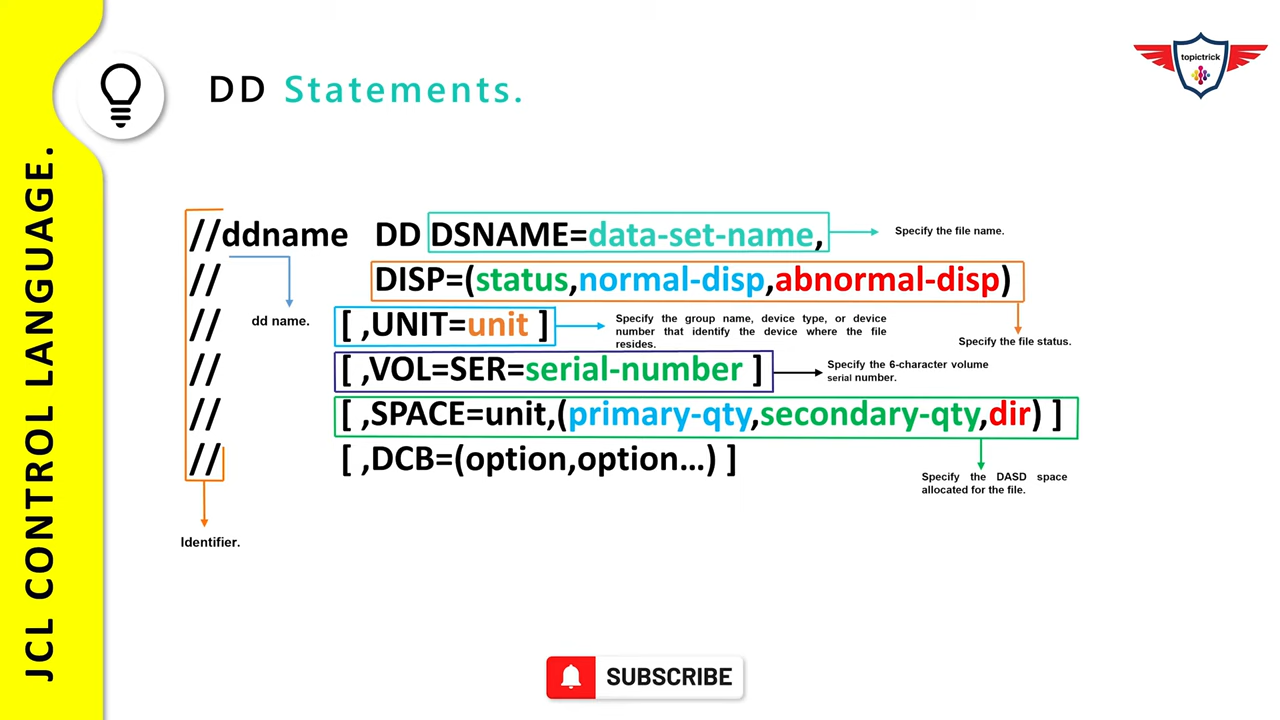 topictrick
DD Statements.
JCL CONTROL LANGUAGE.
//ddname DD DSNAME=data-set-name,
Specify the file name.
// DISP=(status,normal-disp,abnormal-disp)
dd name.
// [ ,UNIT=unit ]
Specify the group name, device type, or device
number that identify the device where the file
resides.
Specify the file status.
// [ ,VOL=SER=serial-number ]
Specify the 6-character volume
serial number.
// [ ,SPACE=unit,(primary-qty,secondary-qty,dir) ]
// [ ,DCB=(option,option...) ]
Specify the DASD space
allocated for the file.
Identifier.
SUBSCRIBE